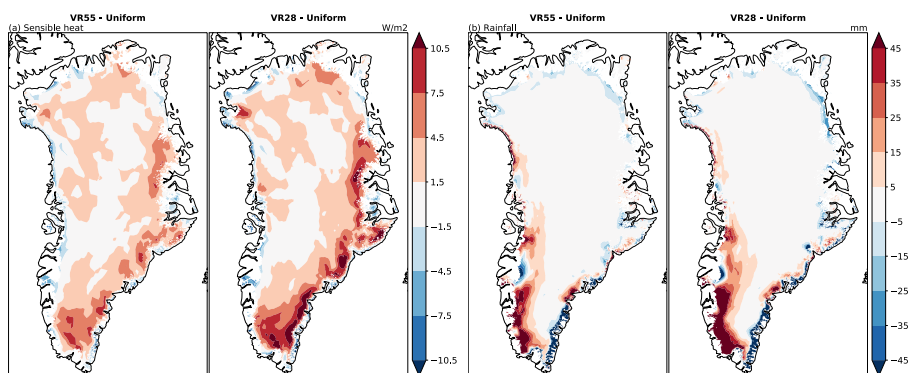 VR55 - Uniform
VR28 - Uniform
(a) Sensible heat
W/m2
10,5
7,5
4,5
1,5
−1,5
−4,5
−7,5
−10,5
VR55 - Uniform
VR28 - Uniform
(b) Rainfall
mm
45
35
25
15
5
−5
−15
−25
−35
−45